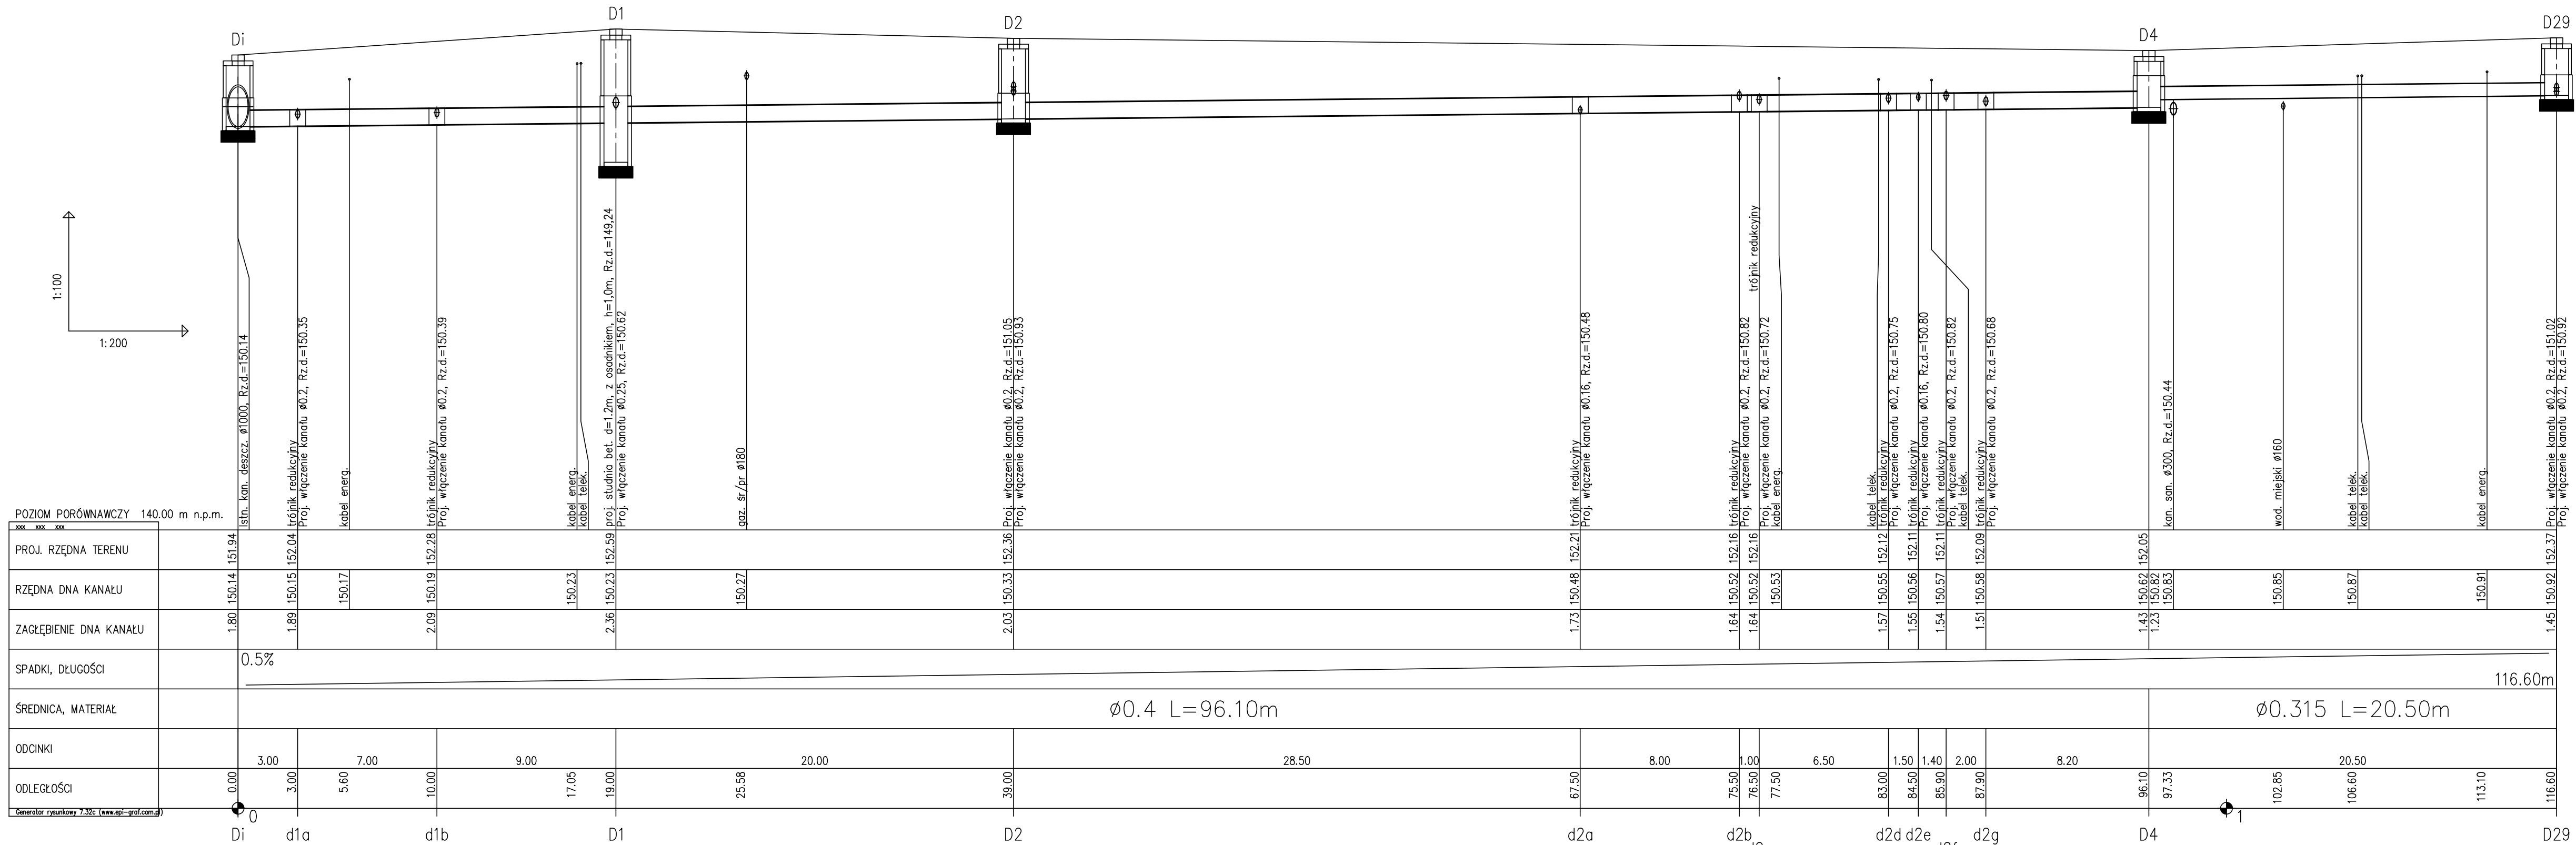 Di
D1
D2
D4
D29
1:100
1:200
Istn. kan. deszcz. ø1000, Rz.d.=150.14
trójnik redukcyjny
Proj. włączenie kanału ø0.2, Rz.d.=150.35
kabel energ.
trójnik redukcyjny
Proj. włączenie kanału ø0.2, Rz.d.=150.39
kabel energ.
kabel telek.
proj. studnia bet. d=1.2m, z osadnikiem, h=1,0m, Rz.d.=149,24
Proj. włączenie kanału ø0.25, Rz.d.=150.62
gaz. śr/pr ø180
Proj. włączenie kanału ø0.2, Rz.d.=151.05
Proj. włączenie kanału ø0.2, Rz.d.=150.93
trójnik redukcyjny
Proj. włączenie kanału ø0.16, Rz.d.=150.48
trójnik redukcyjny
Proj. włączenie kanału ø0.2, Rz.d.=150.82
trójnik redukcyjny
Proj. włączenie kanału ø0.2, Rz.d.=150.72
kabel energ.
kabel telek.
trójnik redukcyjny
Proj. włączenie kanału ø0.2, Rz.d.=150.75
trójnik redukcyjny
Proj. włączenie kanału ø0.16, Rz.d.=150.80
trójnik redukcyjny
Proj. włączenie kanału ø0.2, Rz.d.=150.82
kabel telek.
trójnik redukcyjny
Proj. włączenie kanału ø0.2, Rz.d.=150.68
kan. san. ø300, Rz.d.=150.44
wod. miejski ø160
kabel telek.
kabel telek.
kabel energ.
Proj. włączenie kanału ø0.2, Rz.d.=151.02
Proj. włączenie kanału ø0.2, Rz.d.=150.92
POZIOM PORÓWNAWCZY 140.00 m n.p.m.
xxx xxx xxx
PROJ. RZĘDNA TERENU 151.94 152.04 152.28 152.59 152.36 152.21 152.16 152.16 152.12 152.11 152.11 152.09 152.05 152.37
RZĘDNA DNA KANAŁU 150.14 150.15 150.17 150.19 150.23 150.23 150.27 150.33 150.48 150.52 150.52 150.53 150.55 150.56 150.57 150.58 150.62 150.82 150.83 150.85 150.87 150.91 150.92
ZAGŁĘBIENIE DNA KANAŁU 1.80 1.89 2.09 2.36 2.03 1.73 1.64 1.64 1.57 1.55 1.54 1.51 1.43 1.23 1.45
SPADKI, DŁUGOŚCI 0.5% 116.60m
ŚREDNICA, MATERIAŁ ø0.4 L=96.10m ø0.315 L=20.50m
ODCINKI 3.00 7.00 9.00 20.00 28.50 8.00 1.00 6.50 1.50 1.40 2.00 8.20 20.50
ODLEGŁOŚCI 0.00 3.00 5.60 10.00 17.05 19.00 25.58 39.00 67.50 75.50 76.50 77.50 83.00 84.50 85.90 87.90 96.10 97.33 102.85 106.60 113.10 116.60
Generator rysunkowy 7.32c (www.epi-graf.com.pl)
0 1
Di d1a d1b D1 D2 d2a d2b d2d d2e d2g D4 D29